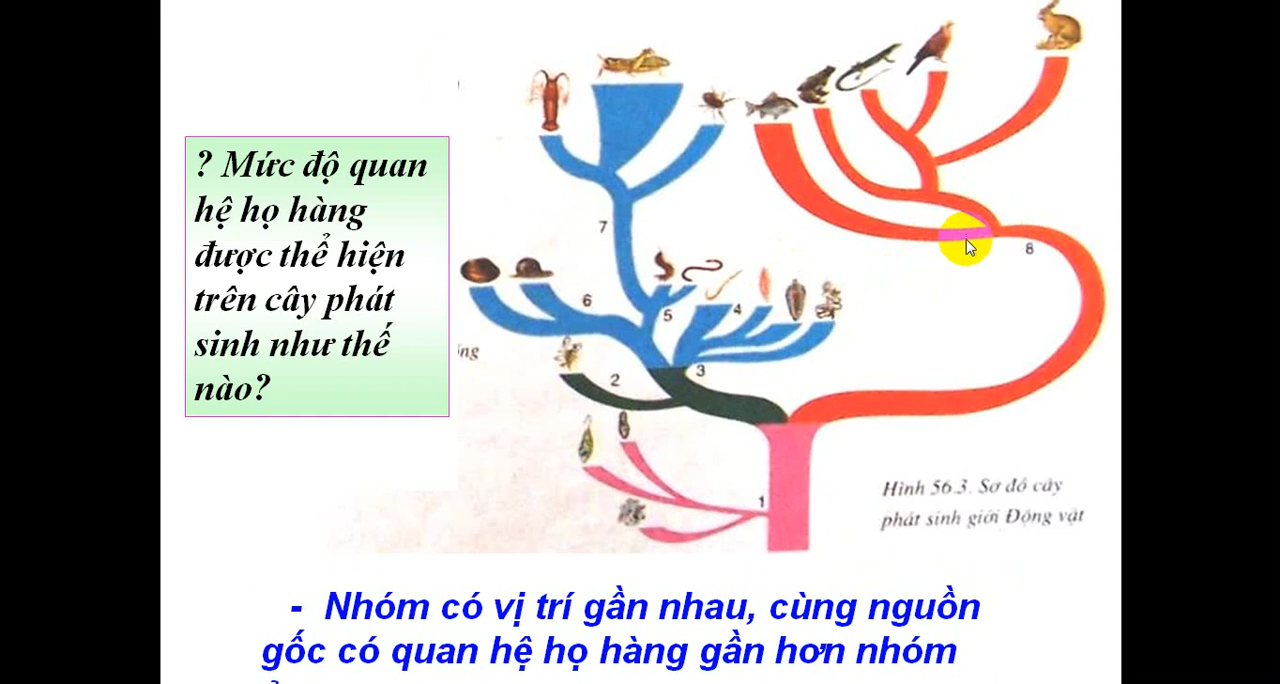 ? Mức độ quan
hệ họ hàng
được thể hiện
trên cây phát
sinh như thế
nào?
7
8
6
5
4
3
2
1
Hình 56.3. Sơ đồ cây
phát sinh giới Động vật
- Nhóm có vị trí gần nhau, cùng nguồn
gốc có quan hệ họ hàng gần hơn nhóm